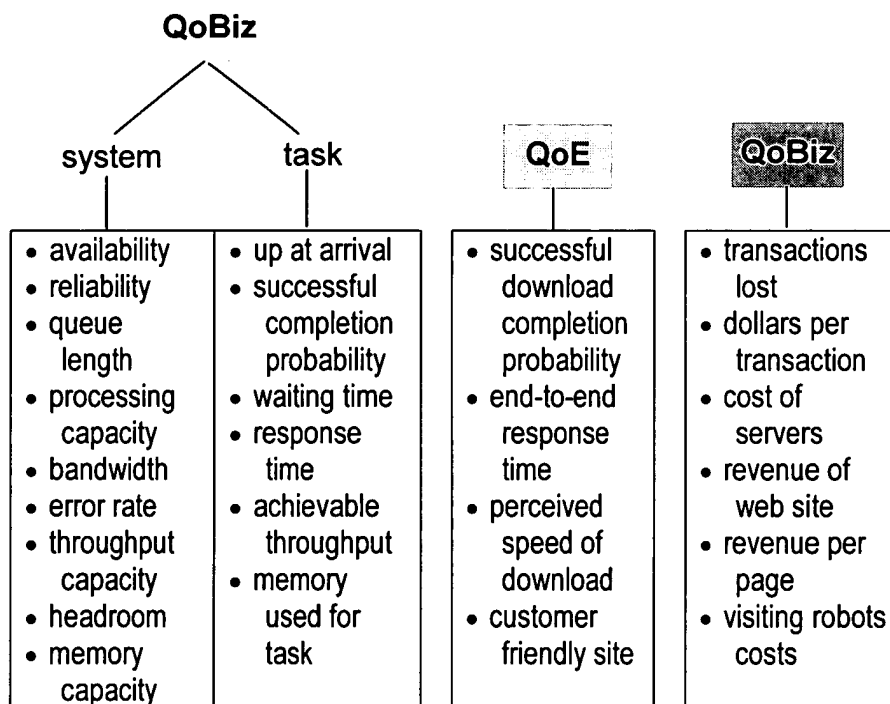 QoBiz
system
task
QoE
QoBiz
• availability
• reliability
• queue
length
• processing
capacity
• bandwidth
• error rate
• throughput
capacity
• headroom
• memory
capacity
• up at arrival
• successful
completion
probability
• waiting time
• response
time
• achievable
throughput
• memory
used for
task
• successful
download
completion
probability
• end-to-end
response
time
• perceived
speed of
download
• customer
friendly site
• transactions
lost
• dollars per
transaction
• cost of
servers
• revenue of
web site
• revenue per
page
• visiting robots
costs